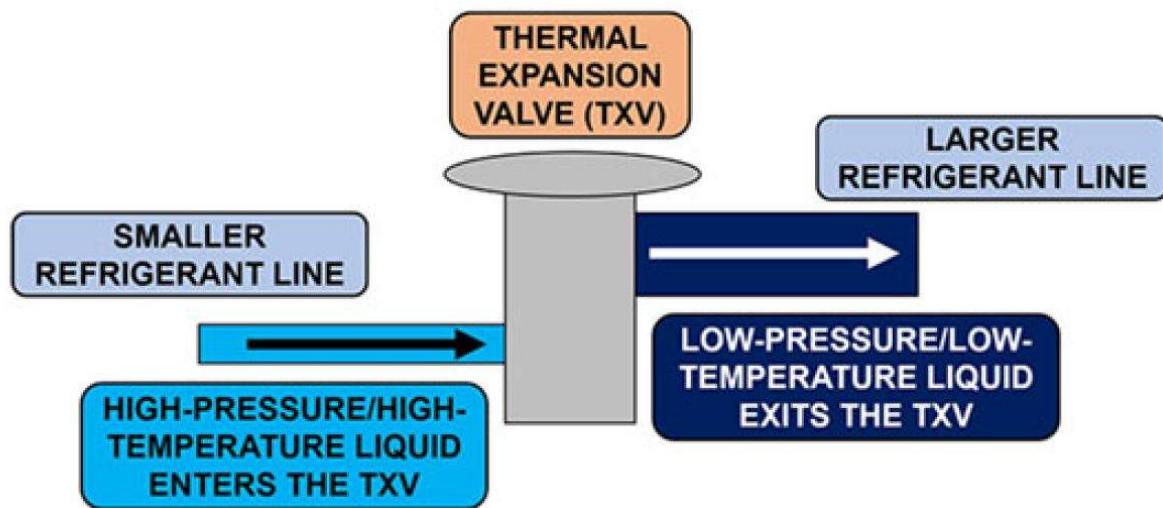 THERMAL
EXPANSION
VALVE (TXV)
LARGER
REFRIGERANT LINE
SMALLER
REFRIGERANT LINE
LOW-PRESSURE/LOW-
TEMPERATURE LIQUID
EXITS THE TXV
HIGH-PRESSURE/HIGH-
TEMPERATURE LIQUID
ENTERS THE TXV